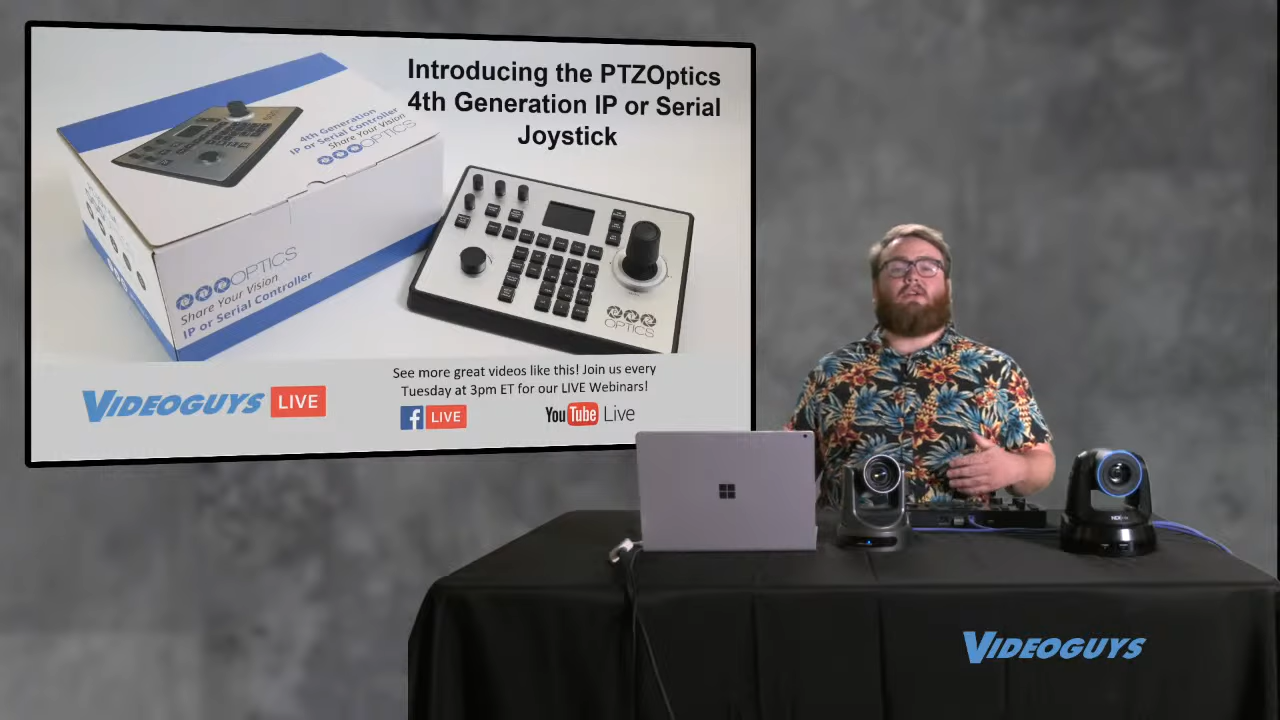 Introducing the PTZOptics
4th Generation IP or Serial
Joystick
4th Generation
IP or Serial Controller
Share Your Vision
OPTICS
OPTICS
Share Your Vision
IP or Serial Controller
OPTICS
See more great videos like this! Join us every
Tuesday at 3pm ET for our LIVE Webinars!
VIDEOGUYS LIVE
f LIVE
YouTube Live
VIDEOGUYS